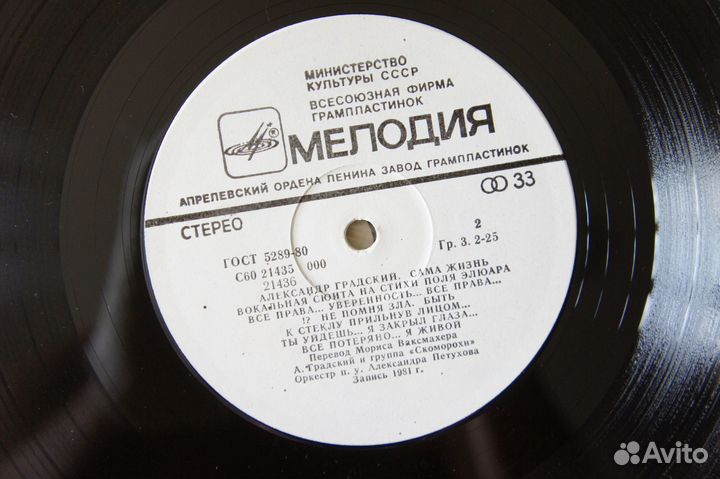 МИНИСТЕРСТВО
КУЛЬТУРЫ СССР
ВСЕСОЮЗНАЯ ФИРМА
ГРАМПЛАСТИНОК
МЕЛОДИЯ
АПРЕЛЕВСКИЙ ОРДЕНА ЛЕНИНА ЗАВОД ГРАМПЛАСТИНОК
СТЕРЕО
33
ГОСТ 5289-80
2
С60 21435 000
Гр. 3. 2-25
21436
АЛЕКСАНДР ГРАДСКИЙ. САМА ЖИЗНЬ
ВОКАЛЬНАЯ СЮИТА НА СТИХИ ПОЛЯ ЭЛЮАРА
ВСЕ ПРАВА... УВЕРЕННОСТЬ... ВСЕ ПРАВА...
!? НЕ ПОМНЯ ЗЛА. БЫТЬ
К СТЕКЛУ ПРИЛЬНУВ ЛИЦОМ...
ТЫ УЙДЕШЬ... Я ЗАКРЫЛ ГЛАЗА...
ВСЕ ПОТЕРЯНО... Я ЖИВОЙ
Перевод Мориса Ваксмахера
А. Градский и группа «Скоморохи»
Оркестр п. у. Александра Петухова
Запись 1981 г.
Avito